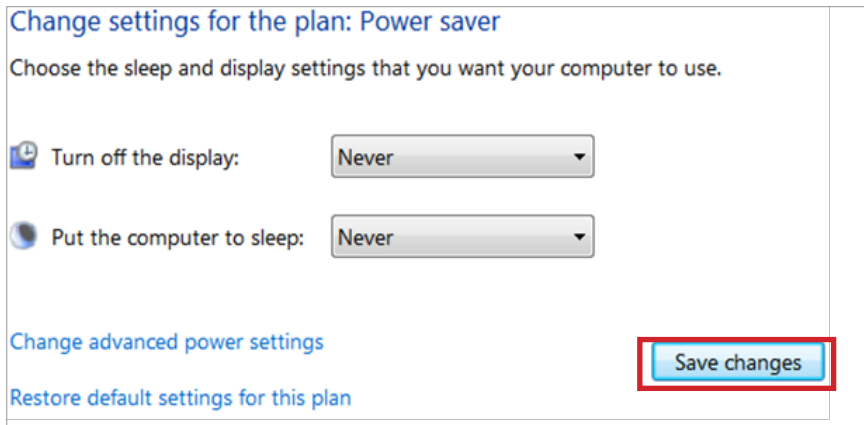 Change settings for the plan: Power saver
Choose the sleep and display settings that you want your computer to use.
Turn off the display: Never
Put the computer to sleep: Never
Change advanced power settings
Save changes
Restore default settings for this plan